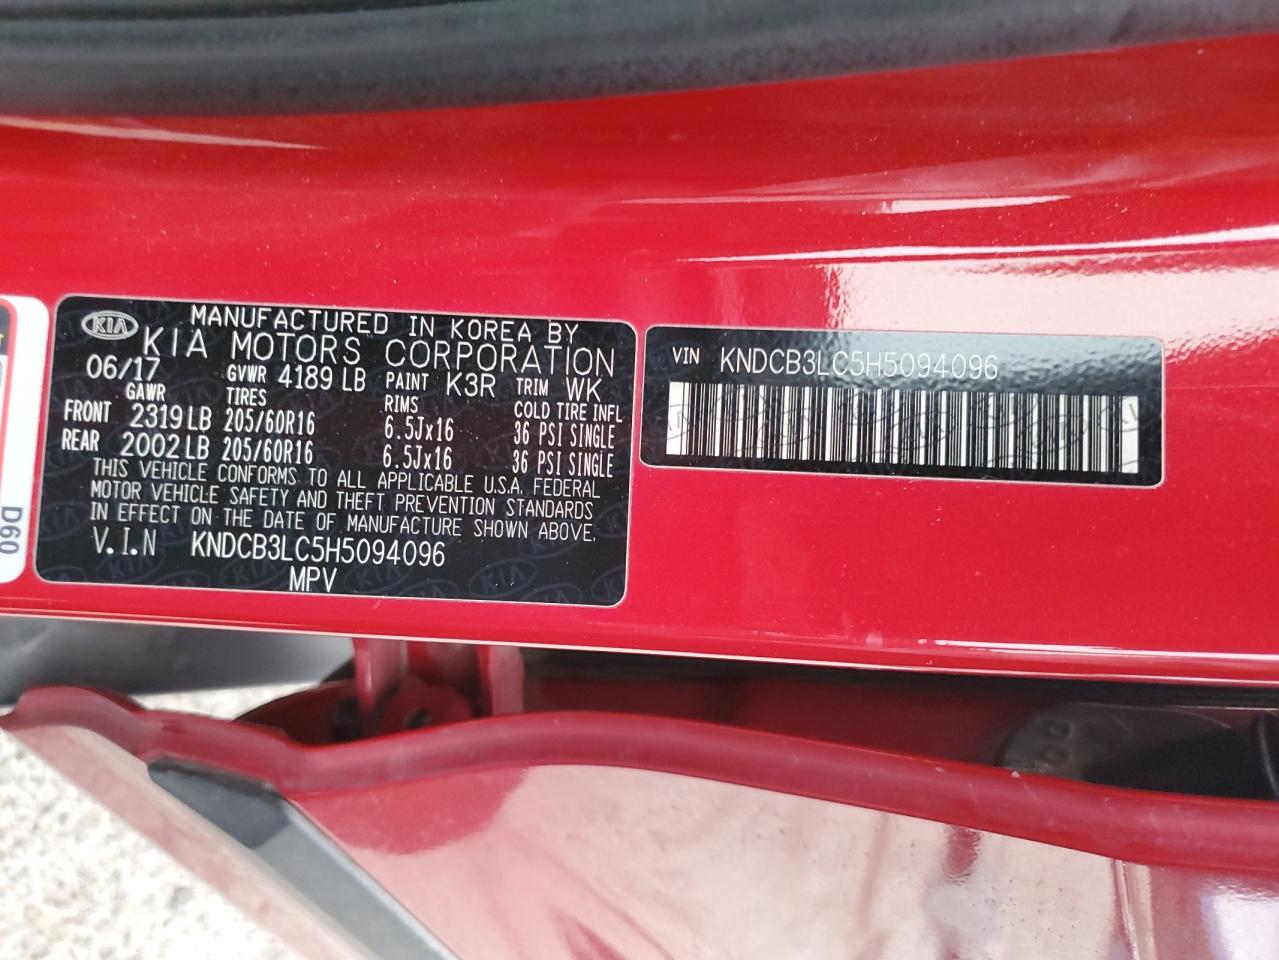 KIA
MANUFACTURED IN KOREA BY
KIA MOTORS CORPORATION
06/17 GVWR 4189 LB PAINT K3R TRIM WK
GAWR TIRES RIMS COLD TIRE INFL
FRONT 2319 LB 205/60R16 6.5Jx16 36 PSI SINGLE
REAR 2002 LB 205/60R16 6.5Jx16 36 PSI SINGLE
THIS VEHICLE CONFORMS TO ALL APPLICABLE U.S.A. FEDERAL
MOTOR VEHICLE SAFETY AND THEFT PREVENTION STANDARDS
IN EFFECT ON THE DATE OF MANUFACTURE SHOWN ABOVE.
V.I.N KNDCB3LC5H5094096
MPV
VIN KNDCB3LC5H5094096
D60